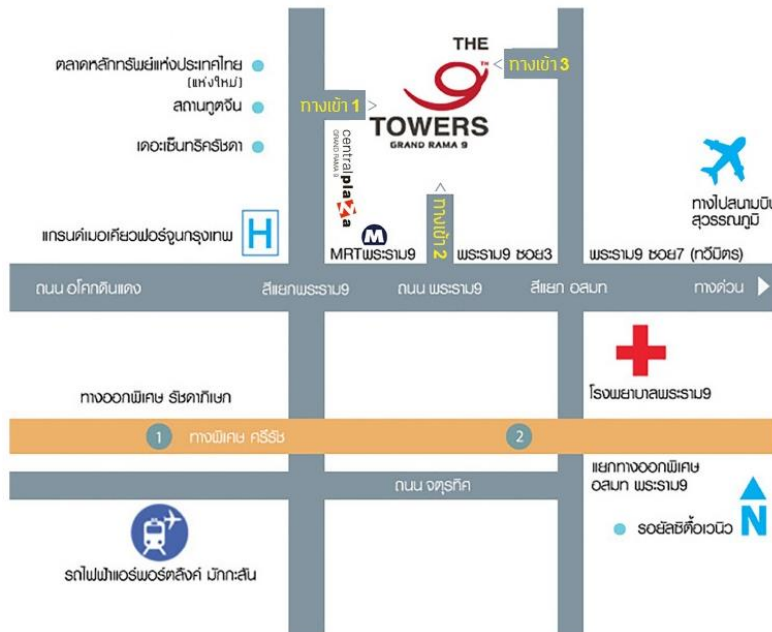 ตลาดหลักทรัพย์แห่งประเทศไทย
(แห่งใหม่)
สถานทูตจีน
เดอะเซ็นทริครัชดา
แกรนด์เมอเคียวฟอร์จูนกรุงเทพ
H
ทางเข้า 1 >
centralplaza
GRAND RAMA 9
THE
9
TM
TOWERS
GRAND RAMA 9
< ทางเข้า 3
ทางเข้า 2 >
M
MRTพระราม9
พระราม9 ซอย3
ทางไปสนามบิน
สุวรรณภูมิ
พระราม9 ซอย7 (ทวีมิตร)
ถนน อโศกดินแดง
สี่แยกพระราม9
ถนน พระราม9
สี่แยก อสมท
ทางด่วน
โรงพยาบาลพระราม9
ทางออกพิเศษ รัชดาภิเษก
1
ทางพิเศษ ศรีรัช
2
แยกทางออกพิเศษ
อสมท พระราม9
ถนน จตุรทิศ
รอยัลซิตี้อเวนิว
N
รถไฟฟ้าแอร์พอร์ตลิงค์ มักกะสัน